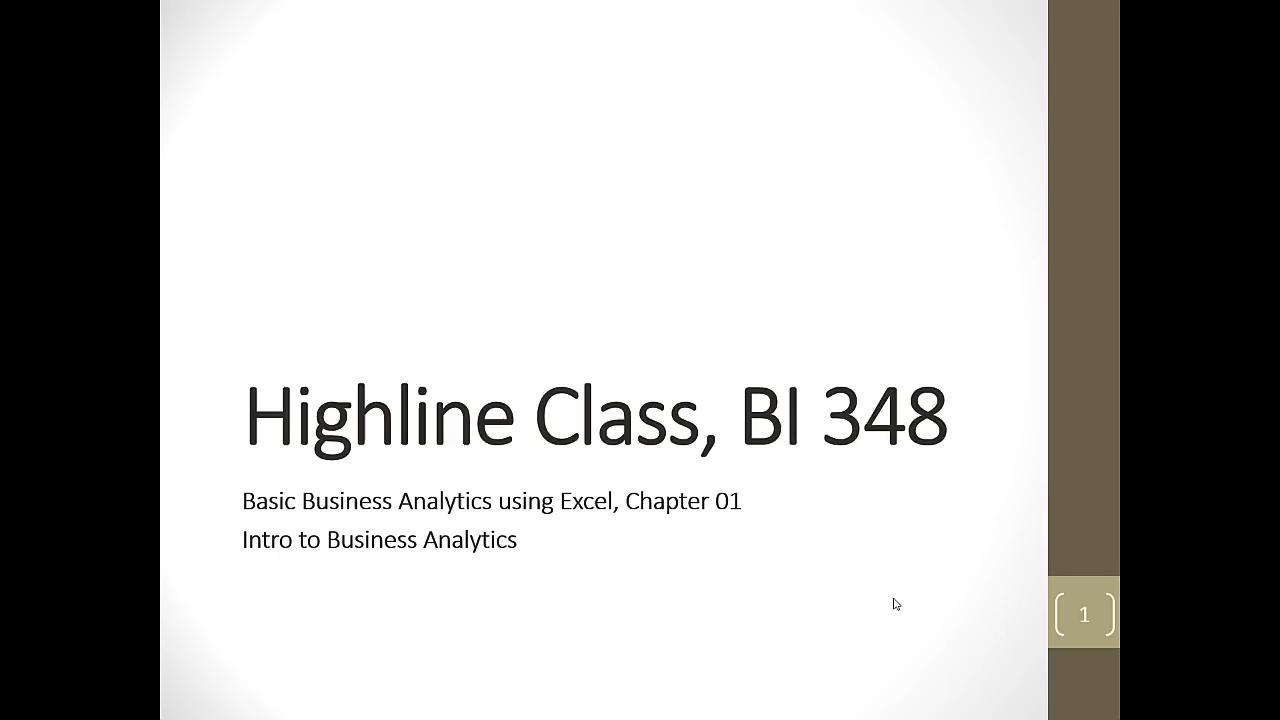 Highline Class, BI 348
Basic Business Analytics using Excel, Chapter 01
Intro to Business Analytics
1